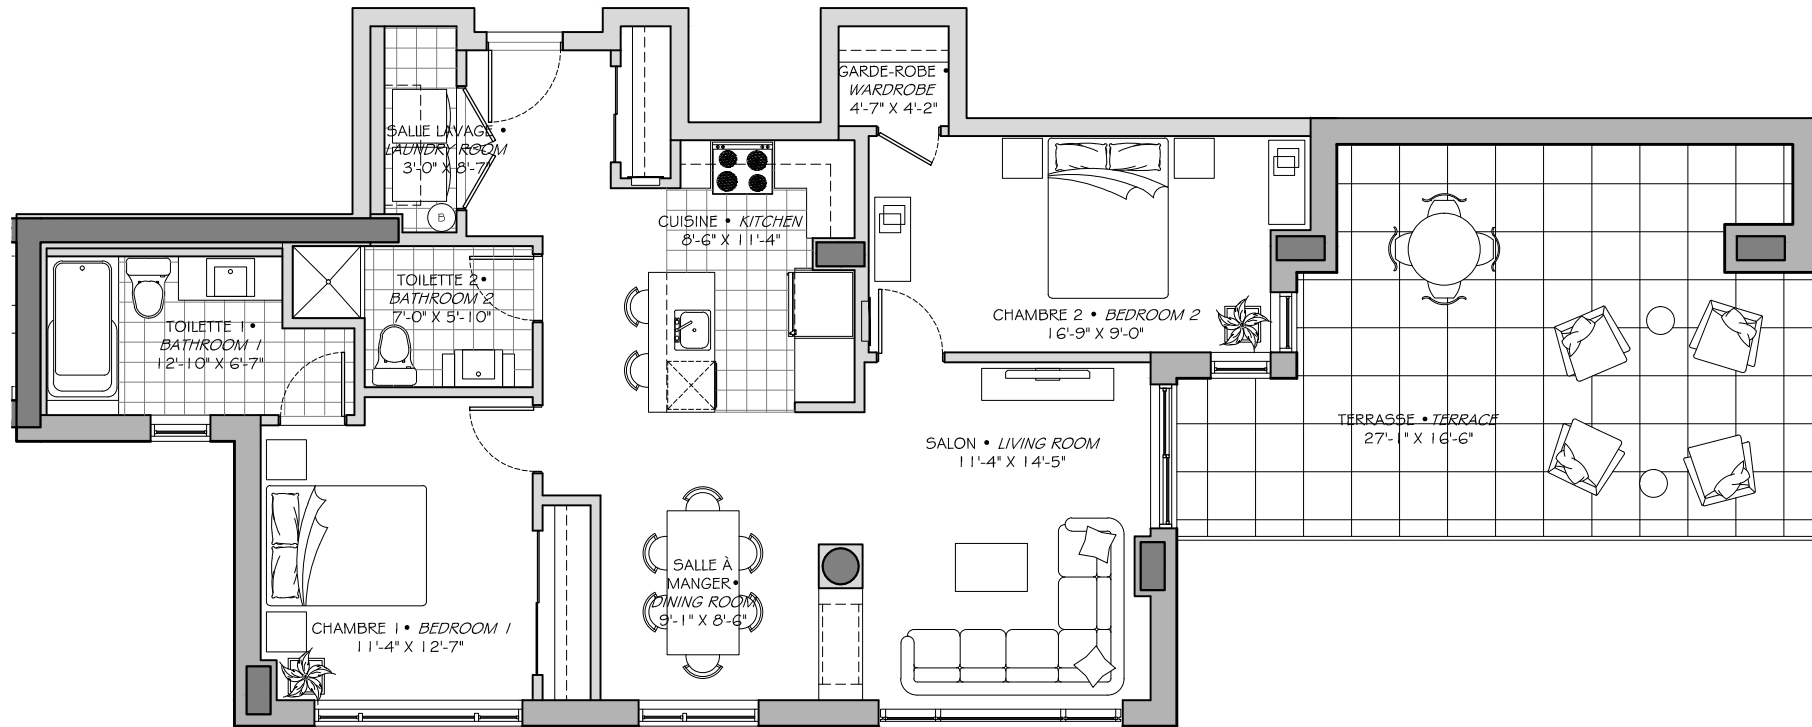 GARDE-ROBE •
WARDROBE
4'-7" X 4'-2"
SALLE LAVAGE •
LAUNDRY ROOM
3'-0" X 8'-7"
B
CUISINE • KITCHEN
8'-6" X 11'-4"
TOILETTE 2 •
BATHROOM 2
7'-0" X 5'-10"
TOILETTE 1 •
BATHROOM 1
12'-10" X 6'-7"
CHAMBRE 2 • BEDROOM 2
16'-9" X 9'-0"
TERRASSE • TERRACE
27'-1" X 16'-6"
SALON • LIVING ROOM
11'-4" X 14'-5"
SALLE À
MANGER •
DINING ROOM
9'-1" X 8'-6"
CHAMBRE 1 • BEDROOM 1
11'-4" X 12'-7"